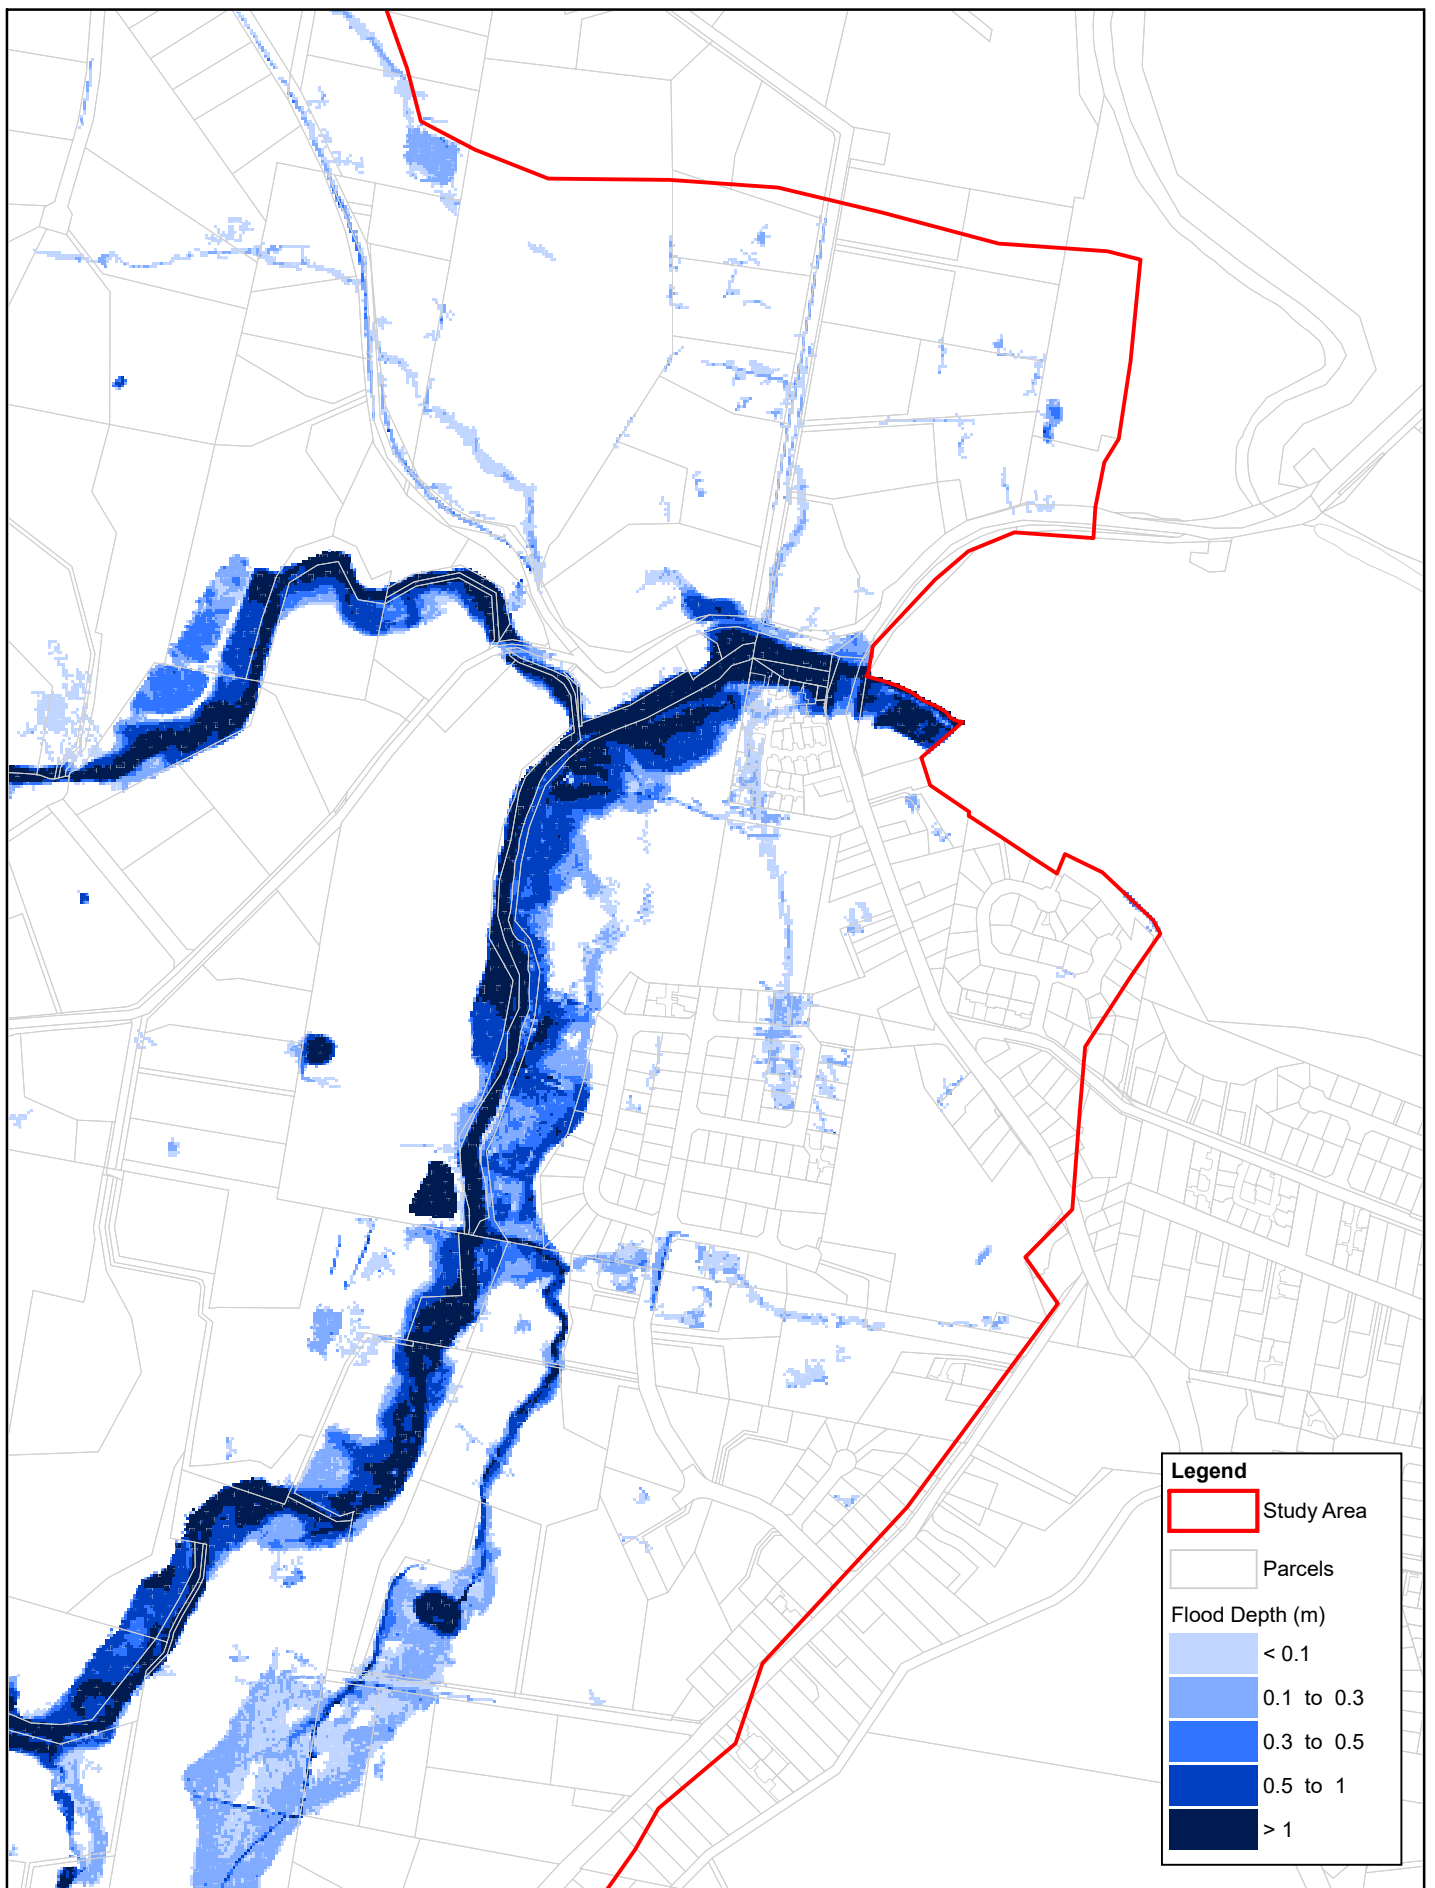 Legend
Study Area
Parcels
Flood Depth (m)
< 0.1
0.1 to 0.3
0.3 to 0.5
0.5 to 1
> 1